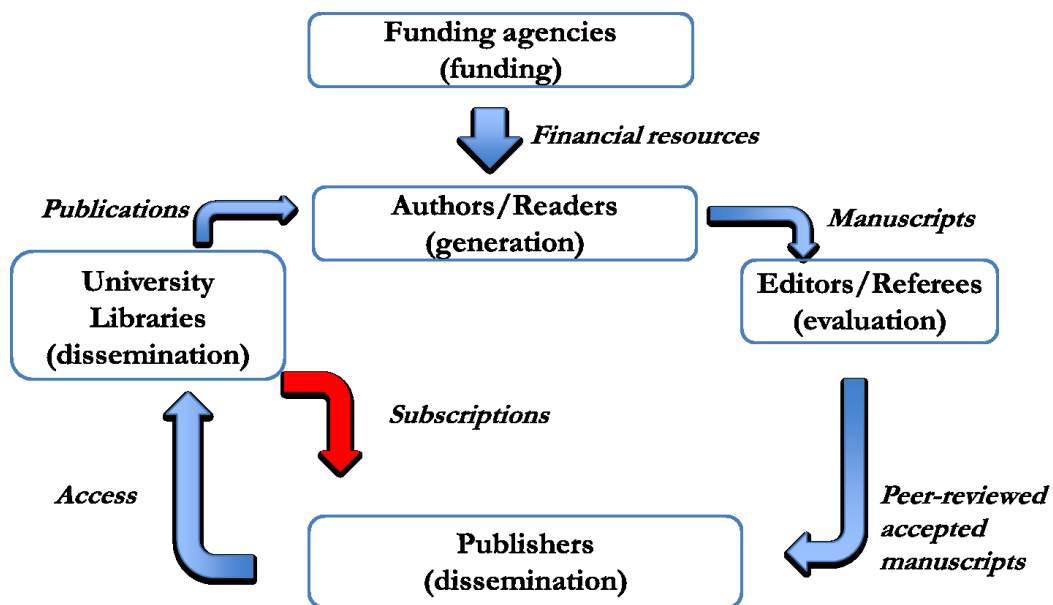 Funding agencies
(funding)
Financial resources
Publications
Authors/Readers
(generation)
Manuscripts
University
Libraries
(dissemination)
Editors/Referees
(evaluation)
Subscriptions
Access
Peer-reviewed
accepted
manuscripts
Publishers
(dissemination)